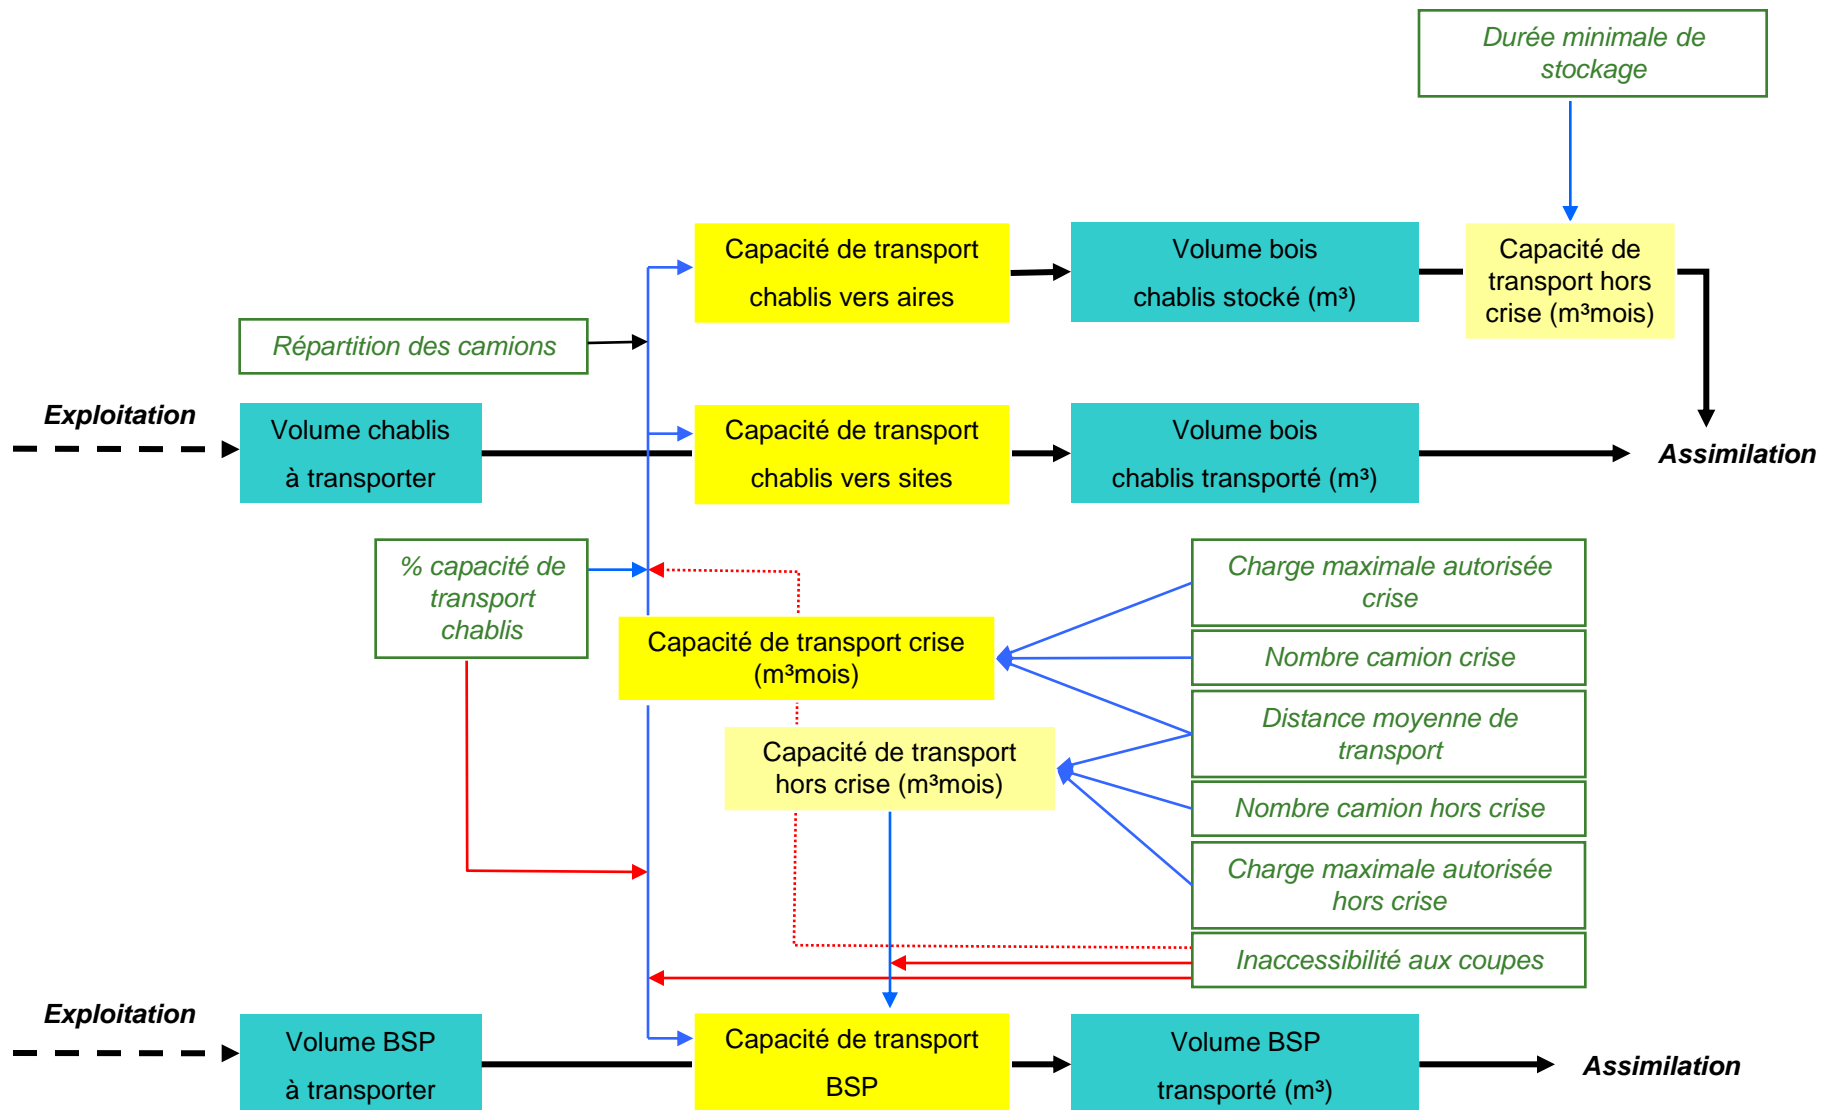 Durée minimale de
stockage
Capacité de transport
chablis vers aires
Volume bois
chablis stocké (m³)
Capacité de
transport hors
crise (m³mois)
Répartition des camions
Exploitation
Volume chablis
à transporter
Capacité de transport
chablis vers sites
Volume bois
chablis transporté (m³)
Assimilation
% capacité de
transport
chablis
Charge maximale autorisée
crise
Capacité de transport crise
(m³mois)
Nombre camion crise
Distance moyenne de
transport
Capacité de transport
hors crise (m³mois)
Nombre camion hors crise
Charge maximale autorisée
hors crise
Inaccessibilité aux coupes
Exploitation
Volume BSP
à transporter
Capacité de transport
BSP
Volume BSP
transporté (m³)
Assimilation